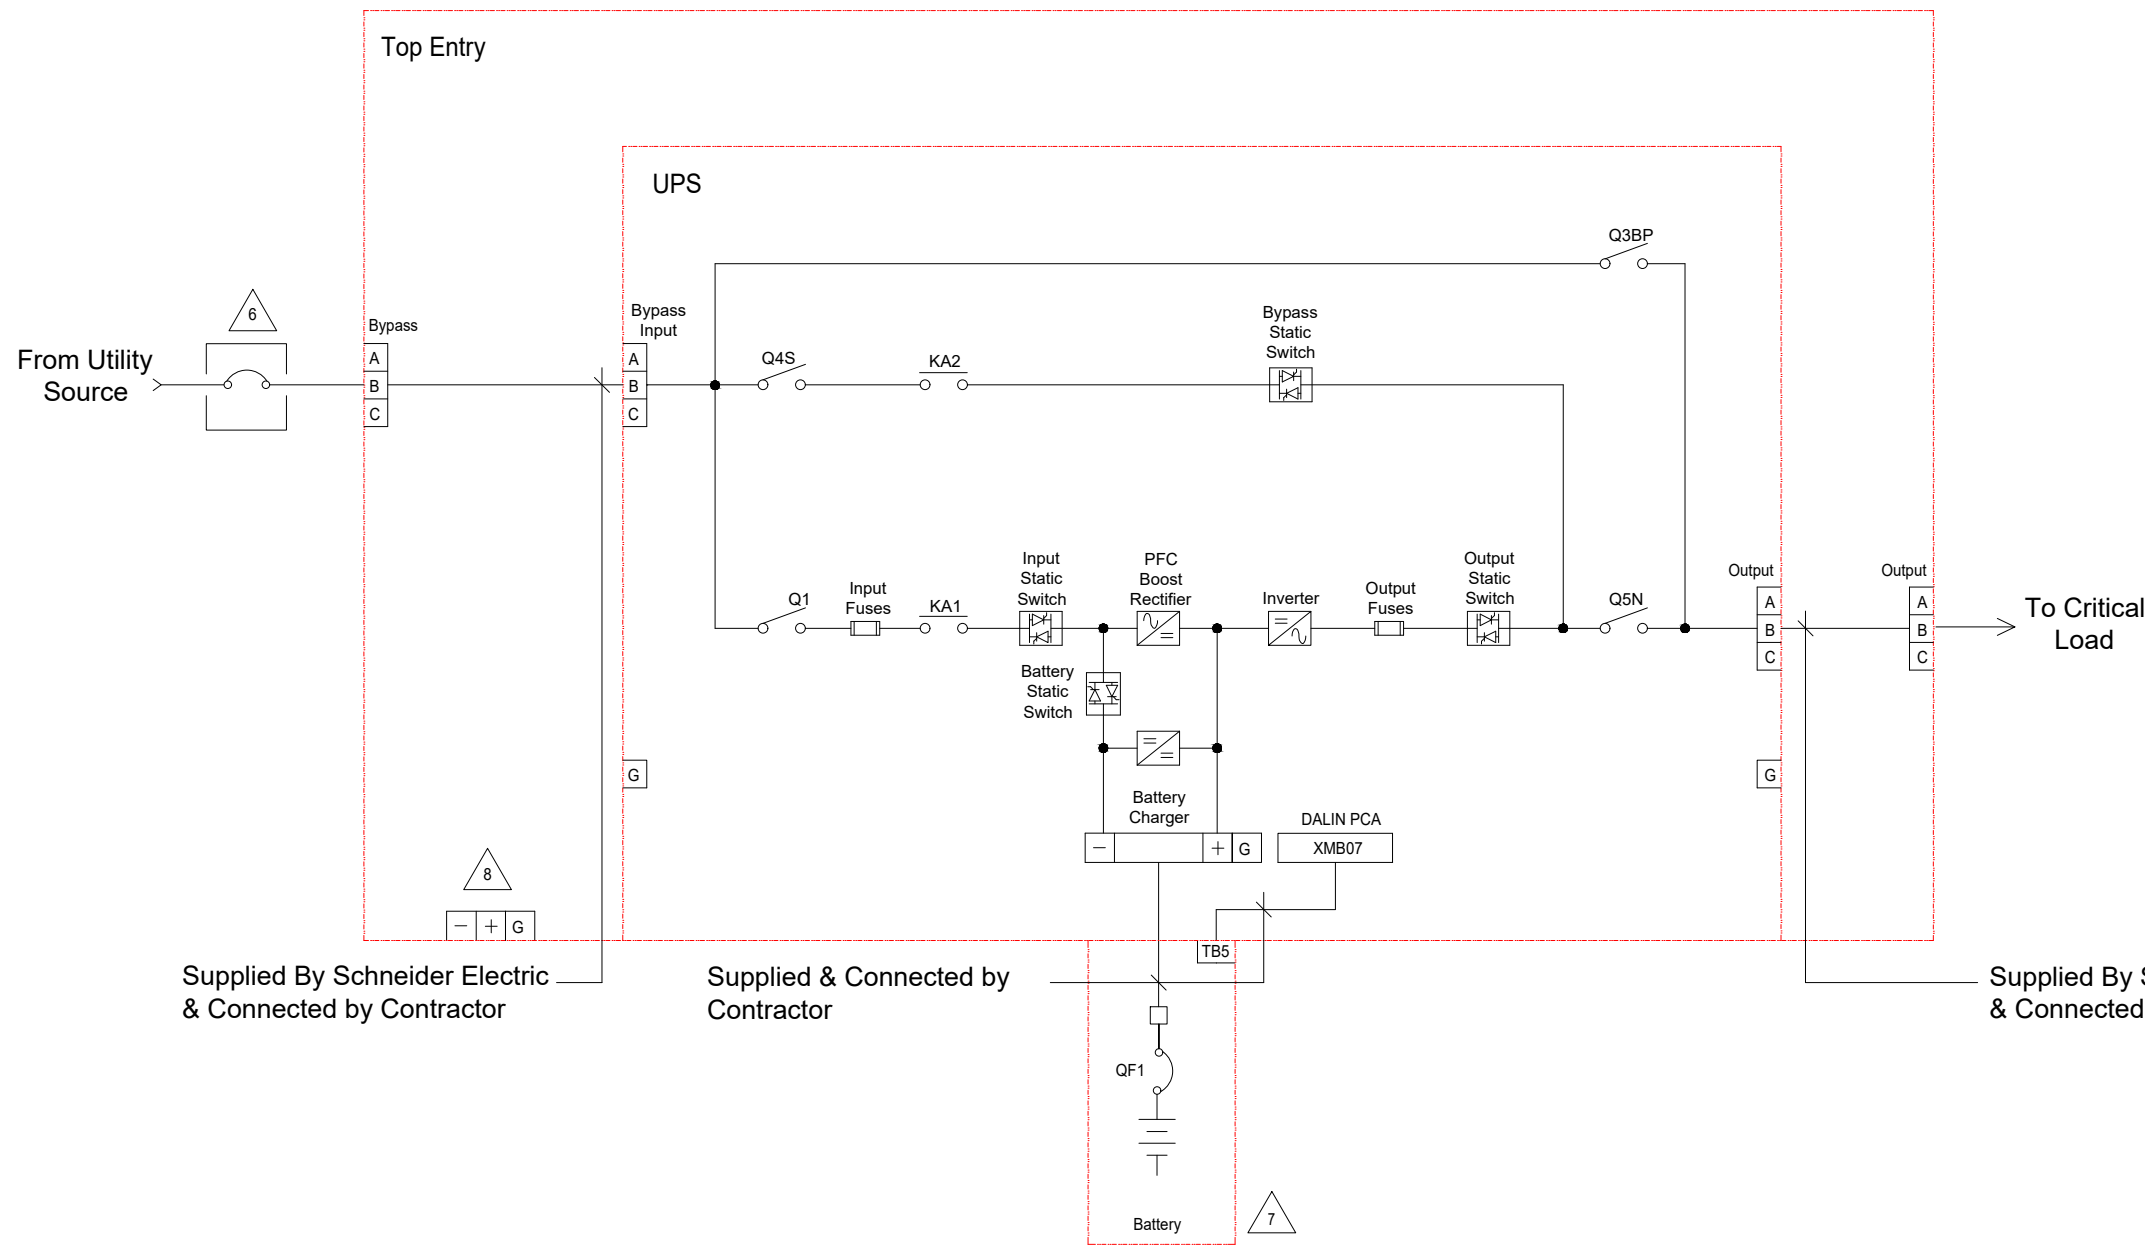 Top Entry
UPS
Q3BP
6
Bypass
Bypass
Input
Bypass
Static
Switch
From Utility
Source
A
B
C
A
B
C
Q4S
KA2
Q1
Input
Fuses
KA1
Input
Static
Switch
PFC
Boost
Rectifier
Inverter
Output
Fuses
Output
Static
Switch
Q5N
Output
A
B
C
Output
A
B
C
To Critical
Load
Battery
Static
Switch
G
G
Battery
Charger
DALIN PCA
− + G
XMB07
8
− + G
TB5
Supplied By Schneider Electric
& Connected by Contractor
Supplied & Connected by
Contractor
Supplied By S
& Connected
QF1
Battery
7